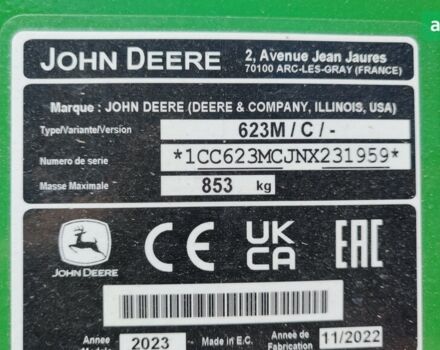 JOHN DEERE
2, Avenue Jean Jaures
70100 ARC-LES-GRAY (FRANCE)
Marque : JOHN DEERE (DEERE & COMPANY, ILLINOIS, USA)
Type/Variante/Version 623M / C / -
Numero de serie *1CC623MCJNX231959*
Masse Maximale 853 kg
JOHN DEERE
CE
UK
CA
EAC
Annee 2023 Made in E.C. Année de 11/2022
Modele Fabrication
a